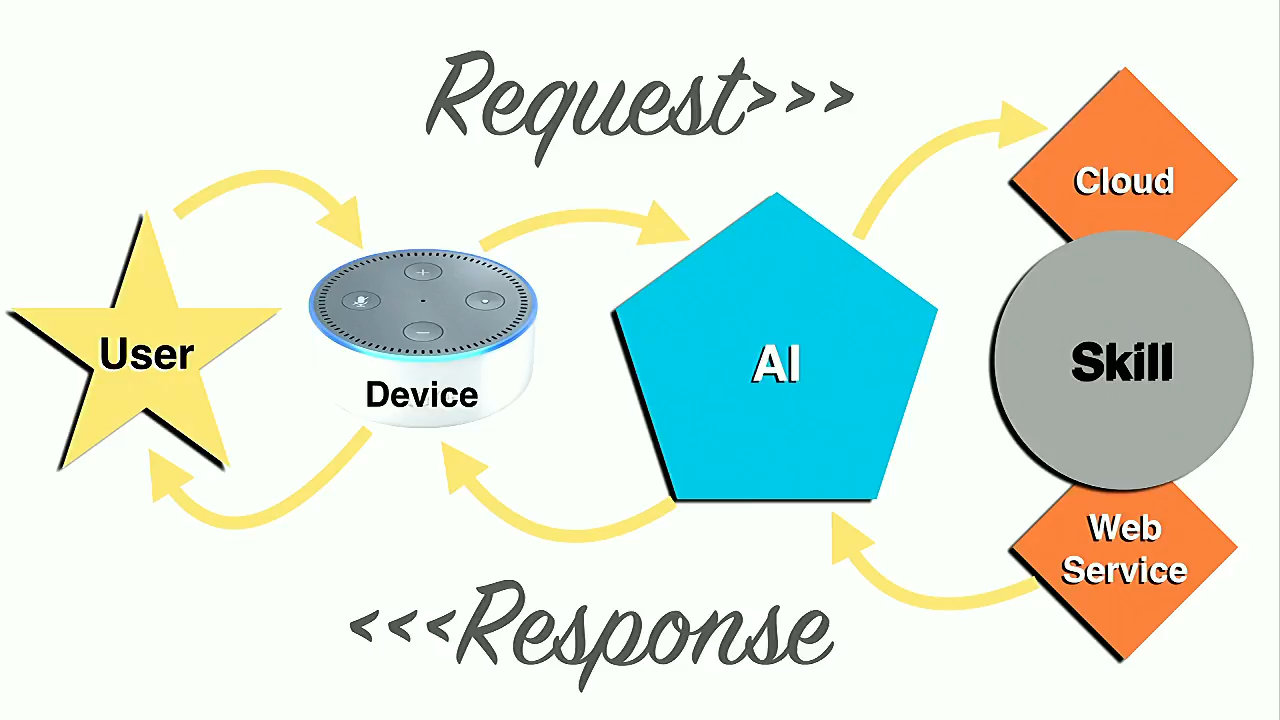 Request>>>
Cloud
User
Device
AI
Skill
Web
Service
<<<Response